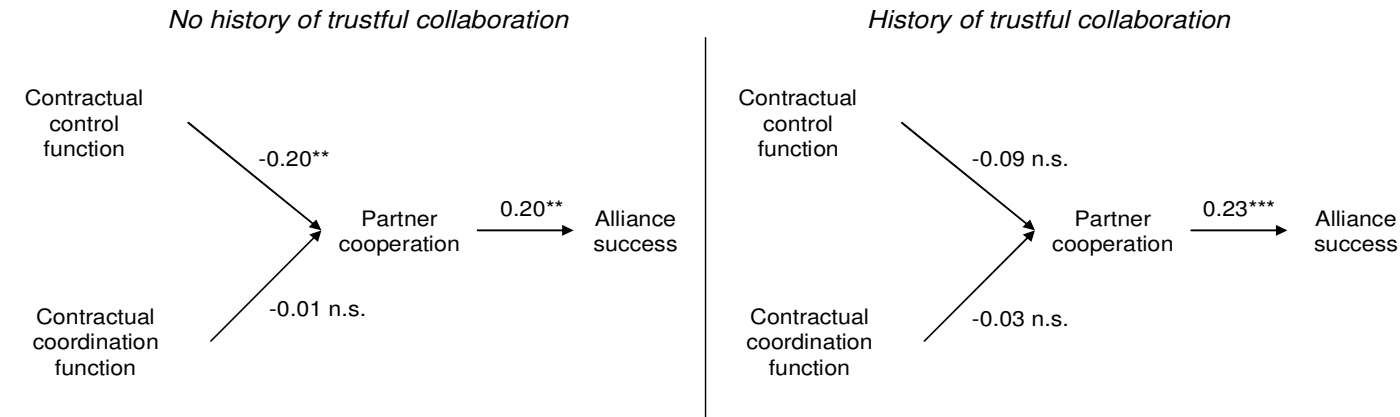 No history of trustful collaboration
Contractual
control
function
-0.20**
Partner
cooperation
0.20**
Alliance
success
-0.01 n.s.
Contractual
coordination
function
History of trustful collaboration
Contractual
control
function
-0.09 n.s.
Partner
cooperation
0.23***
Alliance
success
-0.03 n.s.
Contractual
coordination
function